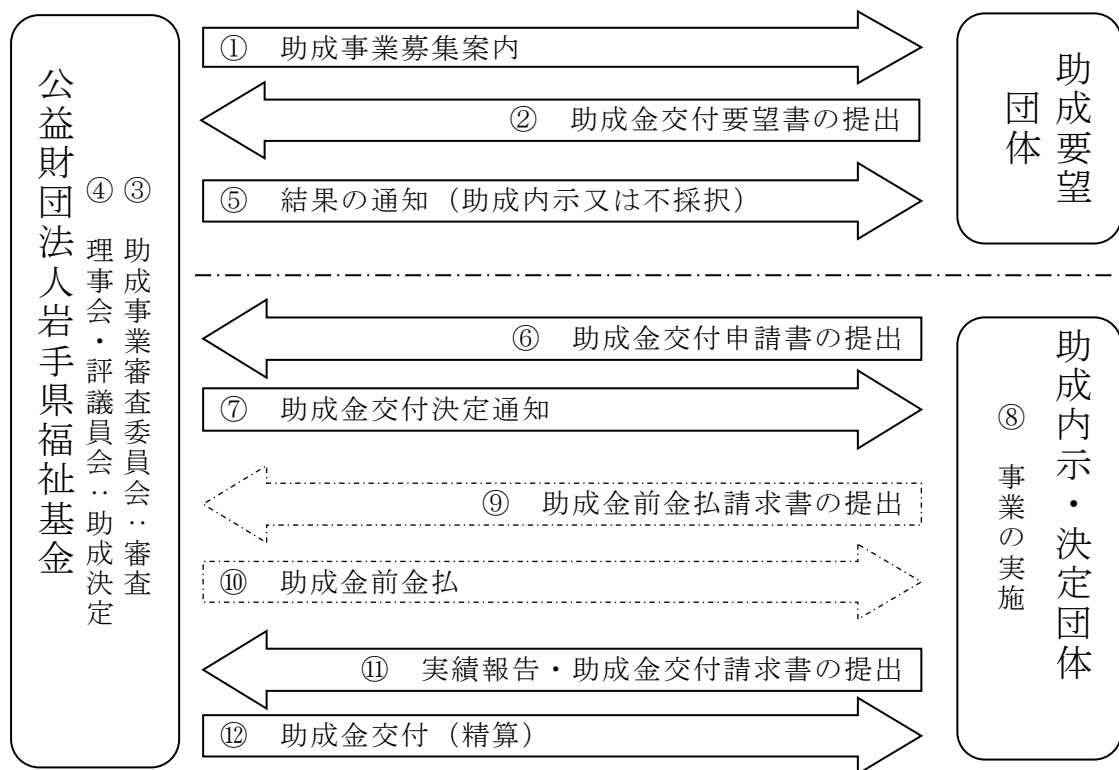 公益財団法人岩手県福祉基金
③　助成事業審査委員会：審査
④　理事会・評議員会：助成決定
①　助成事業募集案内
②　助成金交付要望書の提出
⑤　結果の通知（助成内示又は不採択）
助成要望
団体
⑥　助成金交付申請書の提出
⑦　助成金交付決定通知
⑨　助成金前金払請求書の提出
⑩　助成金前金払
⑪　実績報告・助成金交付請求書の提出
⑫　助成金交付（精算）
助成内示・決定団体
⑧　事業の実施